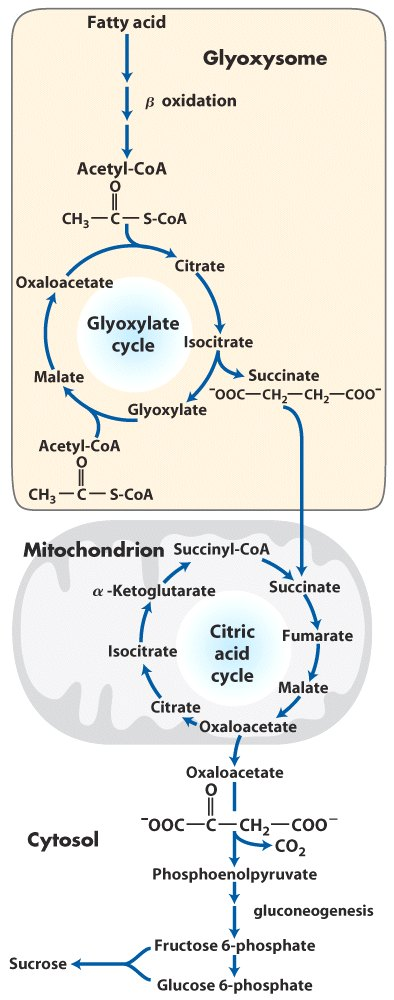 Fatty acid
Glyoxysome
β oxidation
Acetyl-CoA
O
CH₃—C—S-CoA
Citrate
Oxaloacetate
Glyoxylate
cycle
Isocitrate
Malate
Succinate
⁻OOC—CH₂—CH₂—COO⁻
Glyoxylate
Acetyl-CoA
O
CH₃—C—S-CoA
Mitochondrion
Succinyl-CoA
α-Ketoglutarate
Succinate
Citric
acid
cycle
Fumarate
Isocitrate
Malate
Citrate
Oxaloacetate
Oxaloacetate
O
⁻OOC—C—CH₂—COO⁻
Cytosol
CO₂
Phosphoenolpyruvate
gluconeogenesis
Fructose 6-phosphate
Sucrose
Glucose 6-phosphate